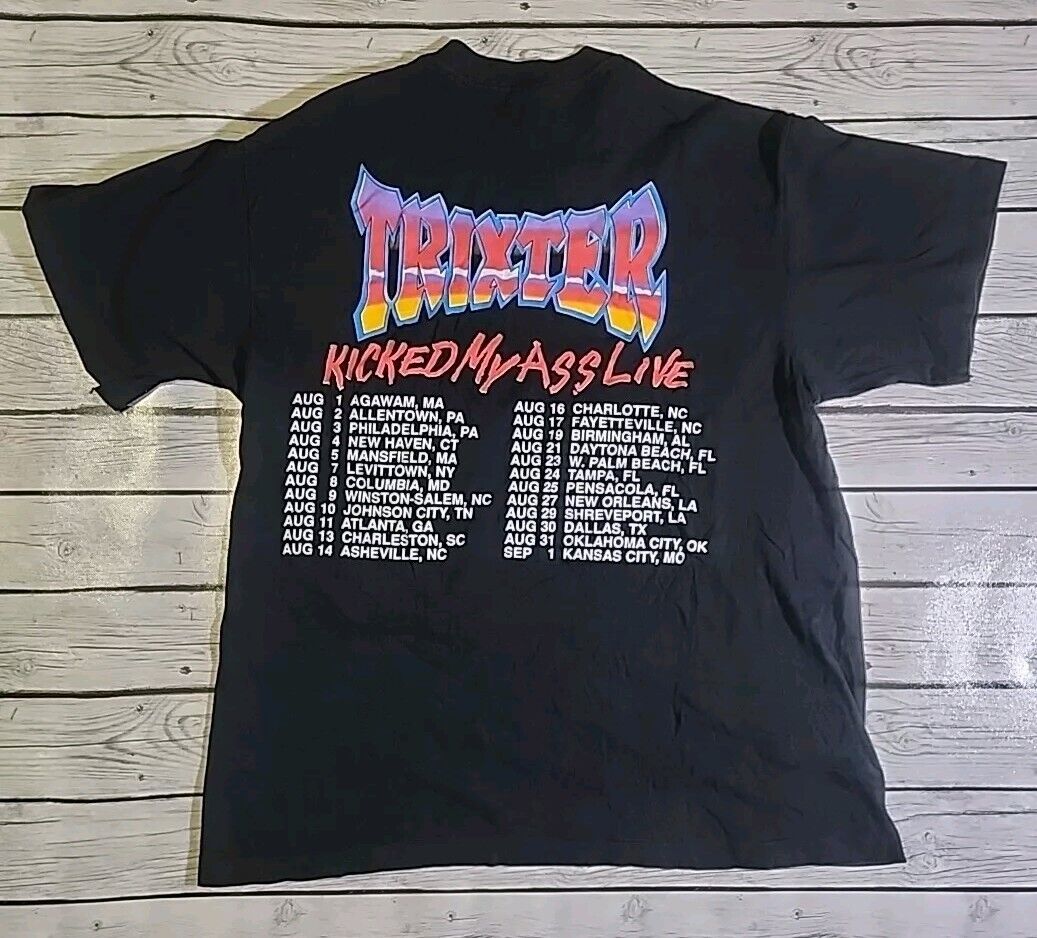 TRIXTER
KICKED MY ASS LIVE
AUG 1 AGAWAM, MA
AUG 2 ALLENTOWN, PA
AUG 3 PHILADELPHIA, PA
AUG 4 NEW HAVEN, CT
AUG 5 MANSFIELD, MA
AUG 7 LEVITTOWN, NY
AUG 8 COLUMBIA, MD
AUG 9 WINSTON-SALEM, NC
AUG 10 JOHNSON CITY, TN
AUG 11 ATLANTA, GA
AUG 13 CHARLESTON, SC
AUG 14 ASHEVILLE, NC
AUG 16 CHARLOTTE, NC
AUG 17 FAYETTEVILLE, NC
AUG 19 BIRMINGHAM, AL
AUG 21 DAYTONA BEACH, FL
AUG 23 W. PALM BEACH, FL
AUG 24 TAMPA, FL
AUG 25 PENSACOLA, FL
AUG 27 NEW ORLEANS, LA
AUG 29 SHREVEPORT, LA
AUG 30 DALLAS, TX
AUG 31 OKLAHOMA CITY, OK
SEP 1 KANSAS CITY, MO